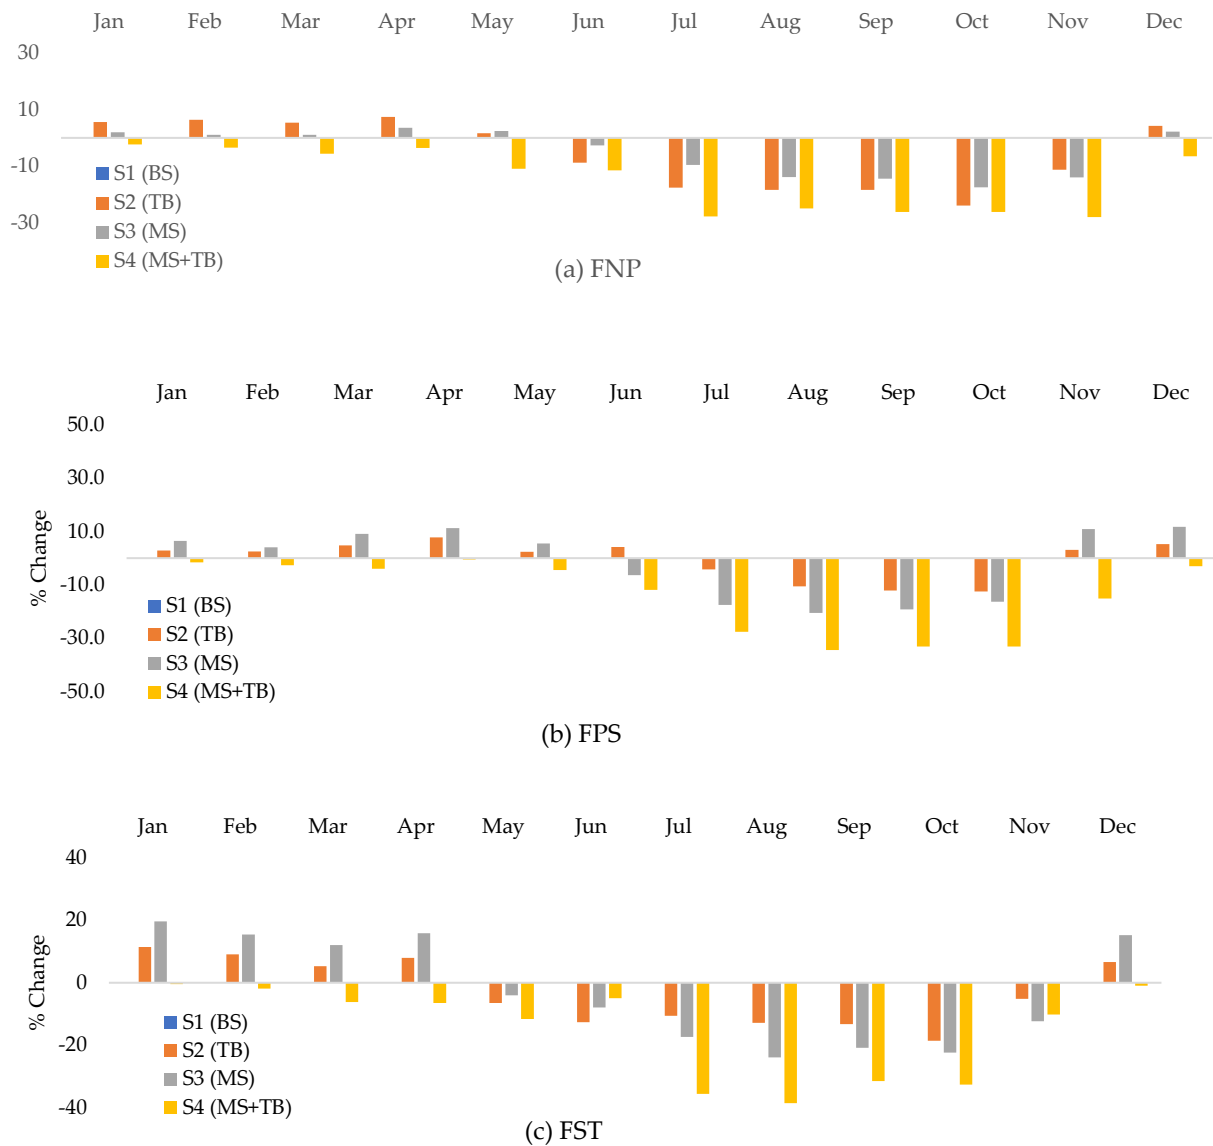 Jan Feb Mar Apr May Jun Jul Aug Sep Oct Nov Dec
30
10
-10
-30
S1 (BS)
S2 (TB)
S3 (MS)
S4 (MS+TB)
(a) FNP
Jan Feb Mar Apr May Jun Jul Aug Sep Oct Nov Dec
50.0
30.0
10.0
-10.0
-30.0
-50.0
% Change
S1 (BS)
S2 (TB)
S3 (MS)
S4 (MS+TB)
(b) FPS
Jan Feb Mar Apr May Jun Jul Aug Sep Oct Nov Dec
40
20
0
-20
-40
% Change
S1 (BS)
S2 (TB)
S3 (MS)
S4 (MS+TB)
(c) FST